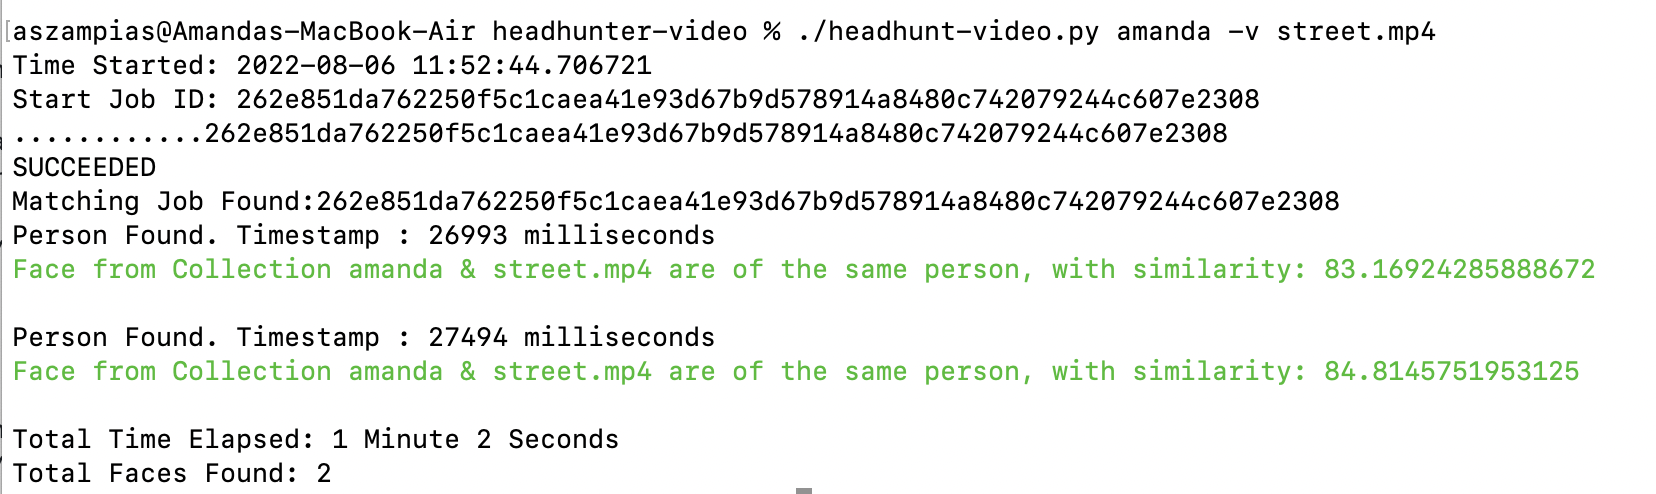 [aszampias@Amandas-MacBook-Air headhunter-video % ./headhunt-video.py amanda -v street.mp4
Time Started: 2022-08-06 11:52:44.706721
Start Job ID: 262e851da762250f5c1caea41e93d67b9d578914a8480c742079244c607e2308
............262e851da762250f5c1caea41e93d67b9d578914a8480c742079244c607e2308
SUCCEEDED
Matching Job Found:262e851da762250f5c1caea41e93d67b9d578914a8480c742079244c607e2308
Person Found. Timestamp : 26993 milliseconds
Face from Collection amanda & street.mp4 are of the same person, with similarity: 83.16924285888672
Person Found. Timestamp : 27494 milliseconds
Face from Collection amanda & street.mp4 are of the same person, with similarity: 84.8145751953125
Total Time Elapsed: 1 Minute 2 Seconds
Total Faces Found: 2